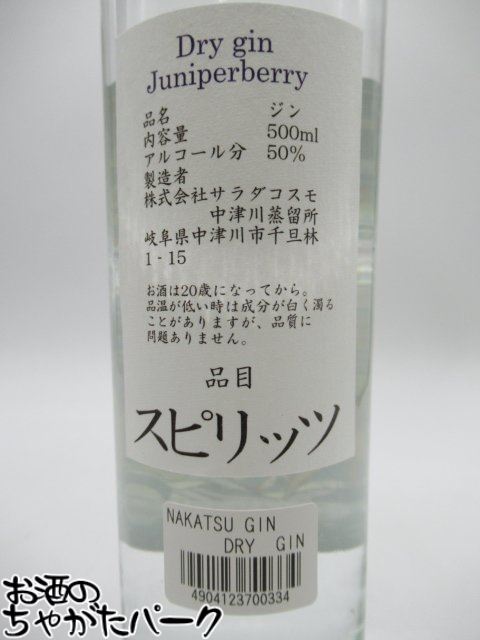 Dry gin
Juniperberry
品名 ジン
内容量 500ml
アルコール分 50%
製造者
株式会社サラダコスモ
中津川蒸留所
岐阜県中津川市千旦林
1-15
お酒は20歳になってから。
品温が低い時は成分が白く濁る
ことがありますが、品質に
問題ありません。
品目
スピリッツ
NAKATSU GIN
DRY GIN
4904123700334
お酒の
ちゃがたパーク